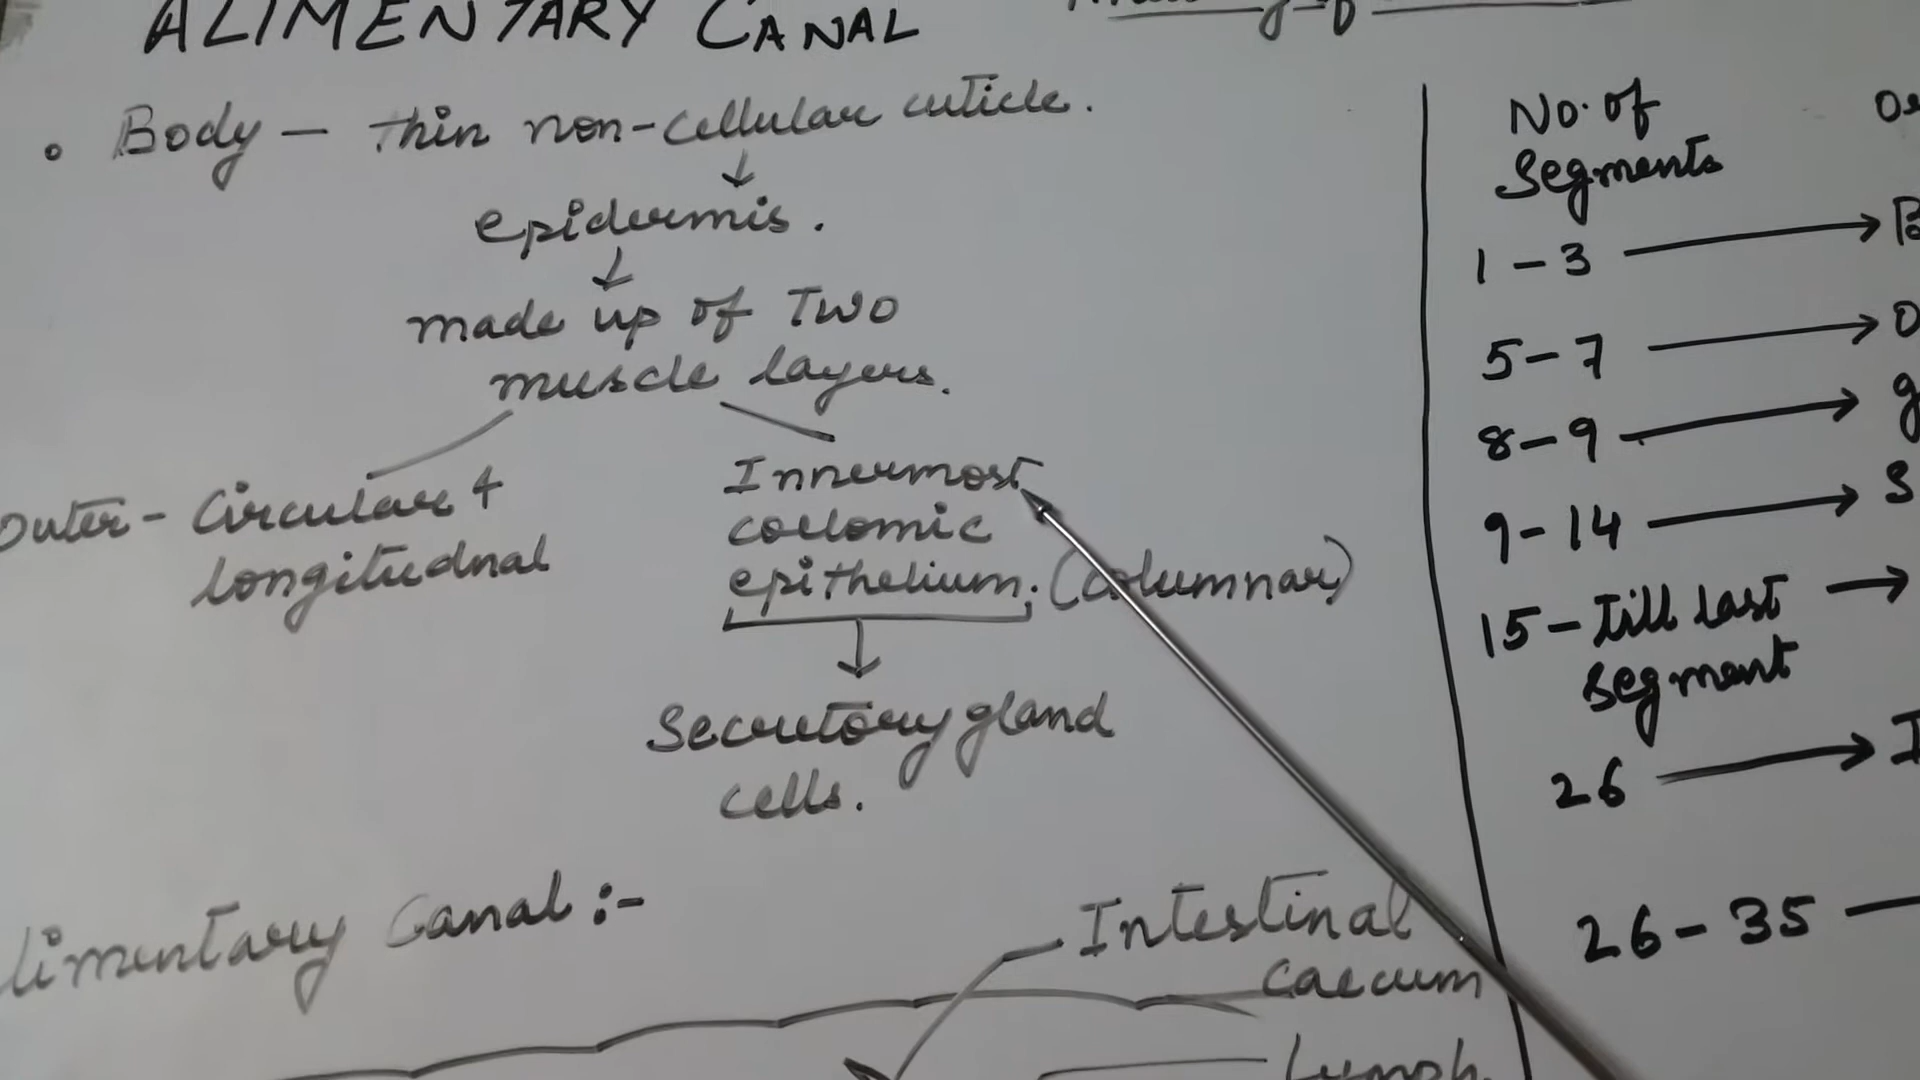 ALIMENTARY CANAL
• Body – thin non-cellular cuticle.
↓
epidermis.
↓
made up of TWO
muscle layers.
Outer - Circular &
longitudnal
Innermost
coelomic
epithelium. (Columnar)
↓
Secretory gland
cells.
limentary Canal :-
Intestinal
caecum
Lymph
No. of
Segments
1 – 3 →
5 – 7 →
8 – 9 →
9 – 14 → S
15 – till last →
segment
26 → I
26 – 35 –